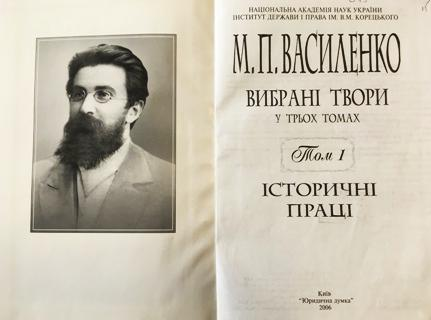 НАЦІОНАЛЬНА АКАДЕМІЯ НАУК УКРАЇНИ
ІНСТИТУТ ДЕРЖАВИ І ПРАВА ІМ. В.М. КОРЕЦЬКОГО
М.П. ВАСИЛЕНКО
ВИБРАНІ ТВОРИ
У ТРЬОХ ТОМАХ
Том 1
ІСТОРИЧНІ
ПРАЦІ
Київ
"Юридична думка"
2006